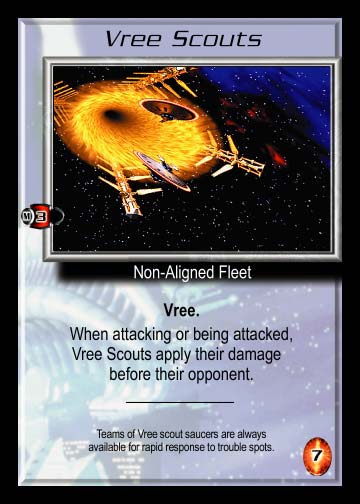 Vree Scouts
M 3
Non-Aligned Fleet
Vree.
When attacking or being attacked,
Vree Scouts apply their damage
before their opponent.
Teams of Vree scout saucers are always
available for rapid response to trouble spots.
7